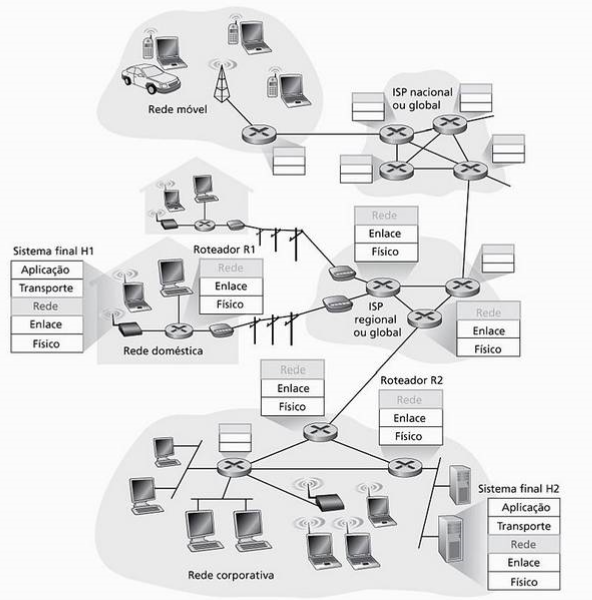 Rede móvel
ISP nacional
ou global
Sistema final H1
Aplicação
Transporte
Rede
Enlace
Físico
Roteador R1
Rede
Enlace
Físico
Rede doméstica
Rede
Enlace
Físico
ISP
regional
ou global
Rede
Enlace
Físico
Rede
Enlace
Físico
Roteador R2
Rede
Enlace
Físico
Sistema final H2
Aplicação
Transporte
Rede
Enlace
Físico
Rede corporativa